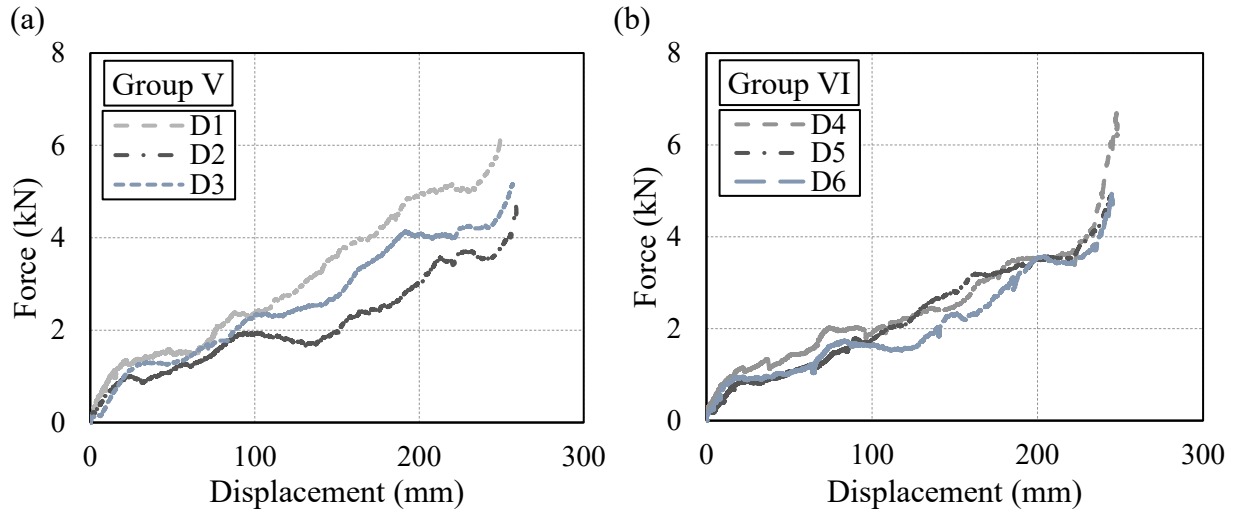 (a)
Force (kN)
8
6
4
2
0
Group V
D1
D2
D3
0 100 200 300
Displacement (mm)
(b)
Force (kN)
8
6
4
2
0
Group VI
D4
D5
D6
0 100 200 300
Displacement (mm)